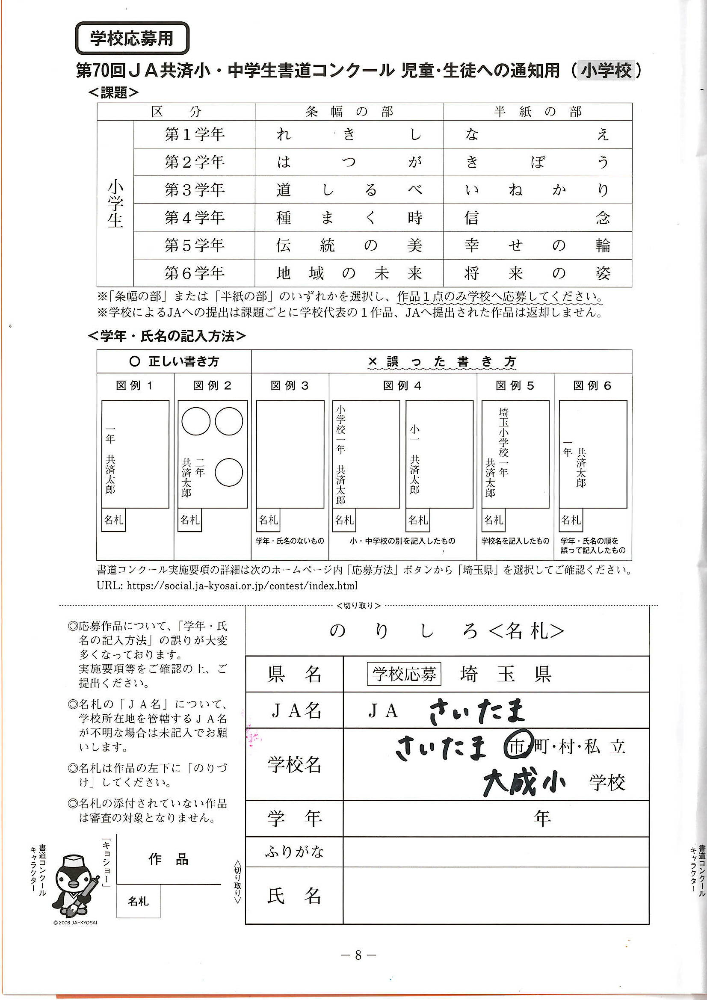 学校応募用
第70回ＪＡ共済小・中学生書道コンクール 児童・生徒への通知用（小学校）
＜課題＞
区　分　条幅の部　半紙の部
小学生
第１学年　れきし　なえ
第２学年　はつが　きぼう
第３学年　道しるべ　いねかり
第４学年　種まく時　信念
第５学年　伝統の美　幸せの輪
第６学年　地域の未来　将来の姿
※「条幅の部」または「半紙の部」のいずれかを選択し、作品１点のみ学校へ応募してください。
※学校によるJAへの提出は課題ごとに学校代表の１作品、JAへ提出された作品は返却しません。
＜学年・氏名の記入方法＞
○ 正しい書き方　× 誤った書き方
図例１　図例２　図例３　図例４　図例５　図例６
一年　共済太郎
二年
共済太郎
小学校一年　共済太郎
小一　共済太郎
埼玉小学校一年
共済太郎
共済太郎
一年
名札　名札　名札　名札　名札　名札　名札
学年・氏名のないもの　小・中学校の別を記入したもの　学校名を記入したもの　学年・氏名の順を
誤って記入したもの
書道コンクール実施要項の詳細は次のホームページ内「応募方法」ボタンから「埼玉県」を選択してご確認ください。
URL: https://social.ja-kyosai.or.jp/contest/index.html
＜切り取り＞
◎応募作品について、「学年・氏
名の記入方法」の誤りが大変
多くなっております。
実施要項等をご確認の上、ご
提出ください。
◎名札の「ＪＡ名」について、
学校所在地を管轄するＪＡ名
が不明な場合は未記入でお願
いします。
◎名札は作品の左下に「のりづ
け」してください。
◎名札の添付されていない作品
は審査の対象となりません。
書道コンクール
キャラクター
「キョショー」
©2006 JA-KYOSAI
作品
名札
＜切り取り＞
のりしろ＜名札＞
県名　学校応募　埼玉県
ＪＡ名　ＪＡ　さいたま
学校名　さいたま　市・町・村・私 立
大成小　学校
学年　年
ふりがな
氏名
書道コンクール
キャラクター
― 8 ―